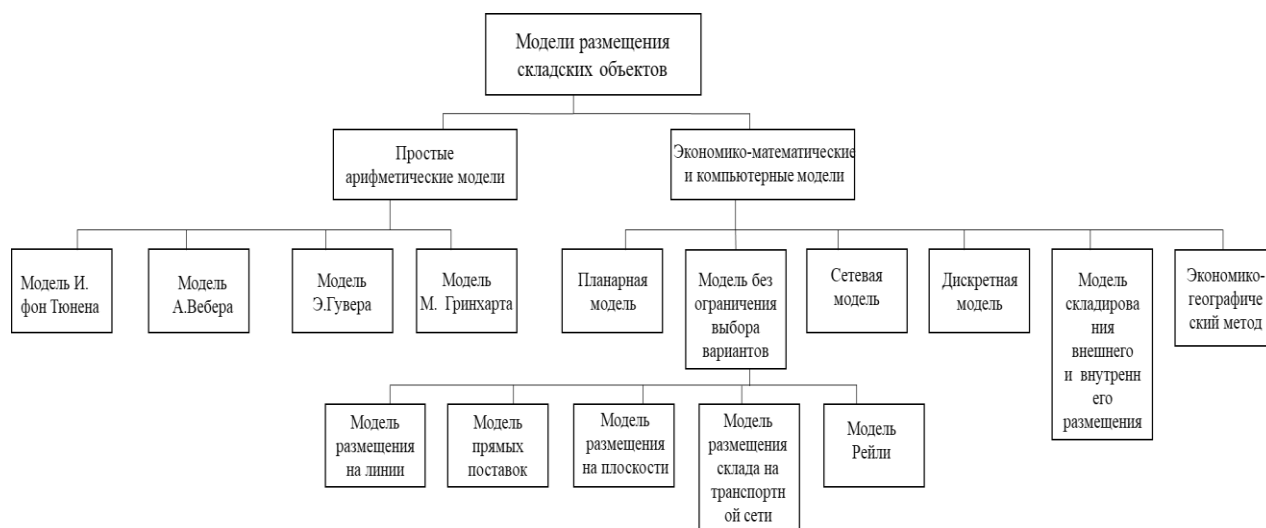 Модели размещения
складских объектов
Простые
арифметические модели
Экономико-математические
и компьютерные модели
Модель И.
фон Тюнена
Модель
А.Вебера
Модель
Э.Гувера
Модель
М. Гринхарта
Планарная
модель
Модель без
ограничения
выбора
вариантов
Сетевая
модель
Дискретная
модель
Модель
складирова
ния
внешнего
и внутренн
его
размещения
Экономико-
географиче
ский метод
Модель
размещения
на линии
Модель
прямых
поставок
Модель
размещения
на плоскости
Модель
размещения
склада на
транспортн
ой сети
Модель
Рейли